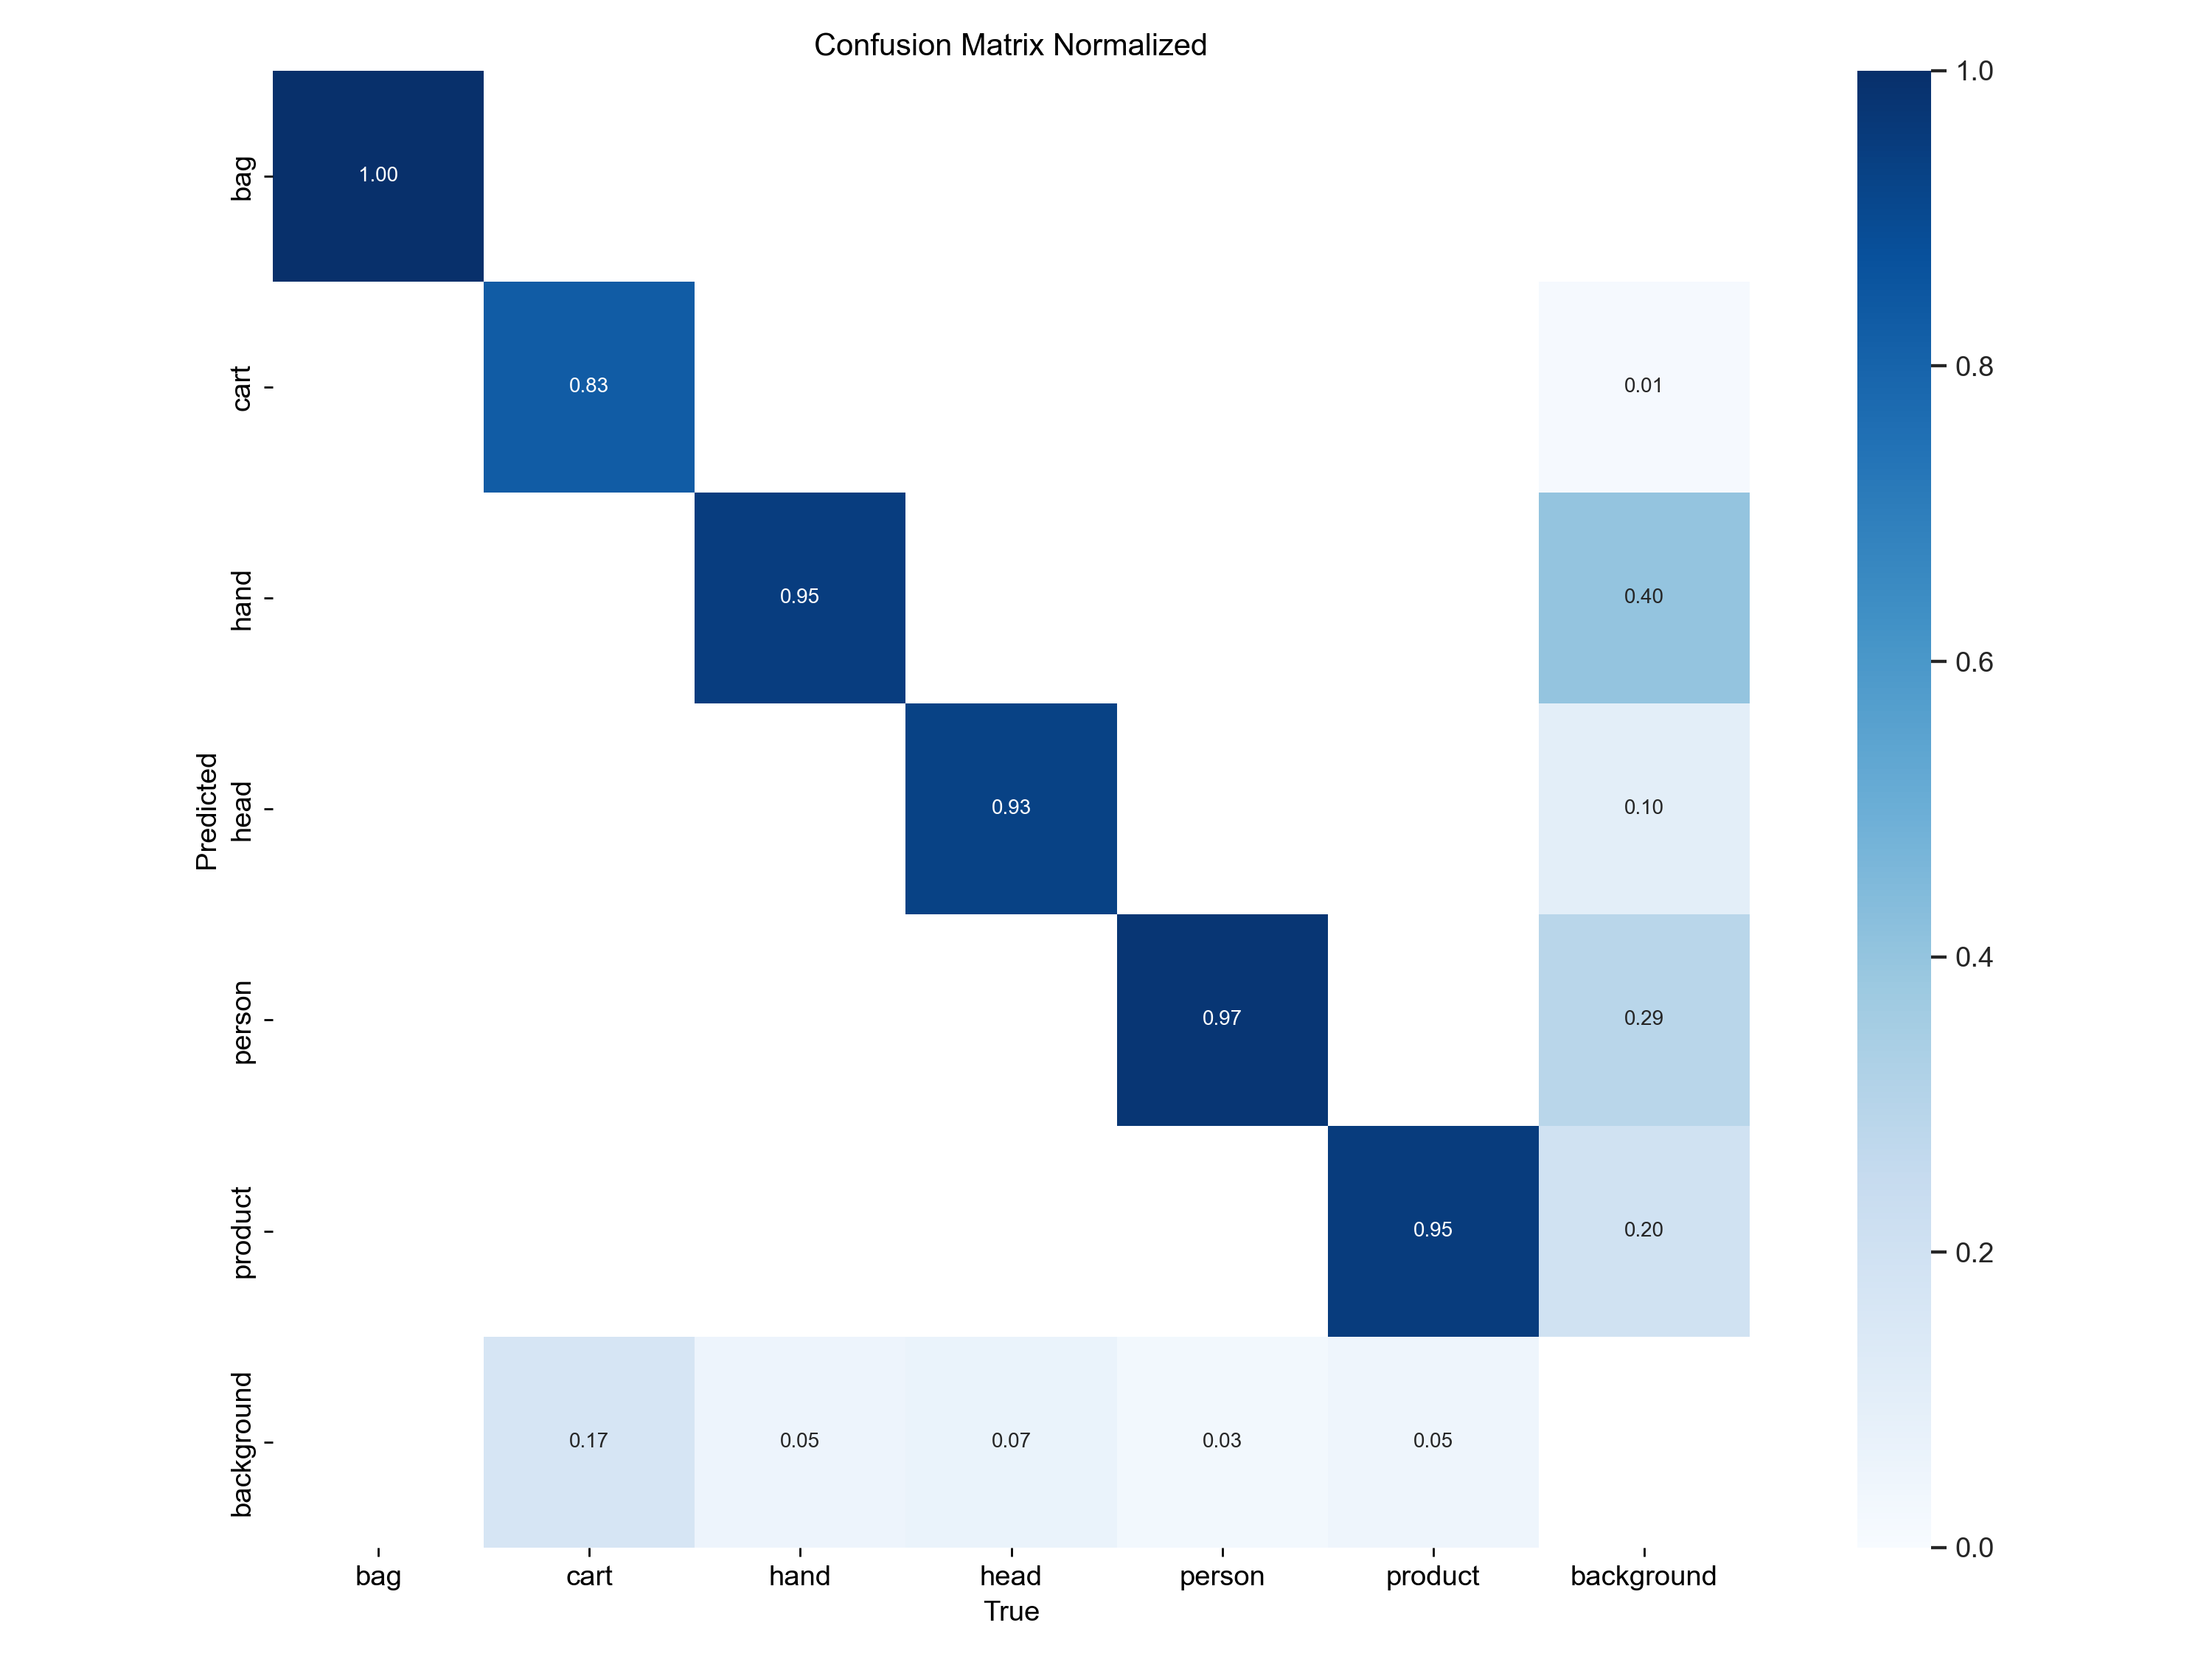 Confusion Matrix Normalized
1.0
bag
1.00
cart
0.83
0.01
0.8
hand
0.95
0.40
0.6
Predicted
head
0.93
0.10
0.4
person
0.97
0.29
product
0.95
0.20
0.2
background
0.17
0.05
0.07
0.03
0.05
0.0
bag
cart
hand
head
person
product
background
True